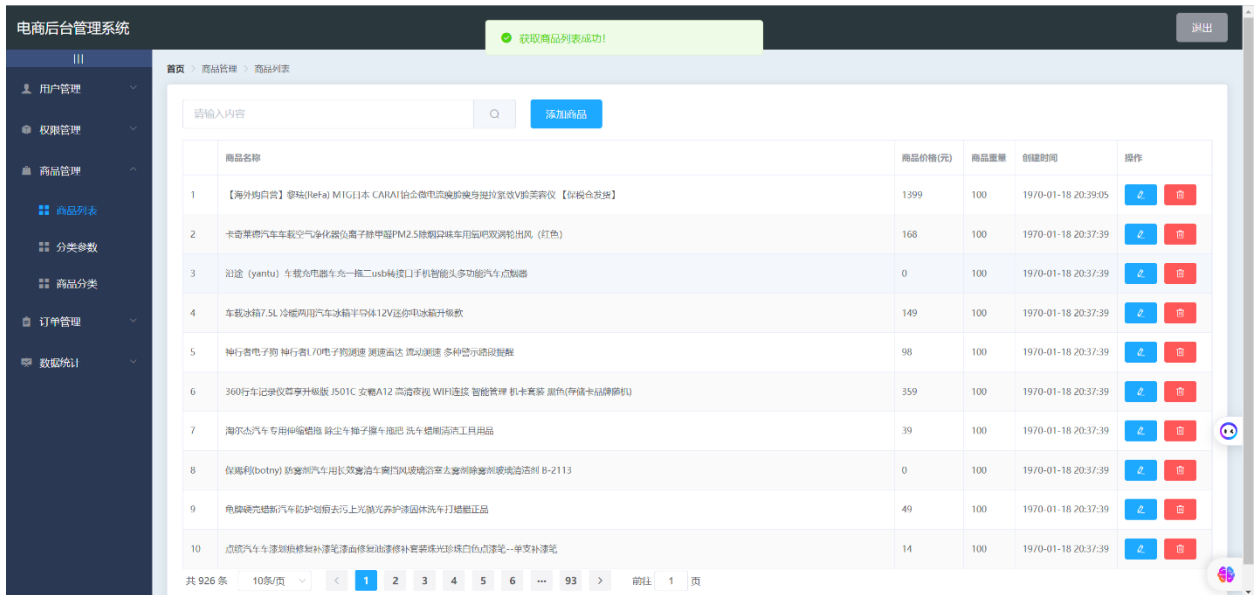 电商后台管理系统
获取商品列表成功!
退出
|||
首页 > 商品管理 > 商品列表
用户管理
权限管理
商品管理
商品列表
分类参数
商品分类
订单管理
数据统计
请输入内容
添加商品
商品名称 商品价格(元) 商品重量 创建时间 操作
1 【海外购自营】黎珐(ReFa) MTG日本 CARAT铂金微电流瘦脸瘦身提拉紧致V脸美容仪 【保税仓发货】 1399 100 1970-01-18 20:39:05
2 卡奇莱德汽车车载空气净化器负离子除甲醛PM2.5除烟异味车用氧吧双涡轮出风（红色） 168 100 1970-01-18 20:37:39
3 沿途（yantu）车载充电器车充一拖二usb转接口手机智能头多功能汽车点烟器 0 100 1970-01-18 20:37:39
4 车载冰箱7.5L 冷暖两用汽车冰箱半导体12V迷你电冰箱升级款 149 100 1970-01-18 20:37:39
5 神行者电子狗 神行者L70电子狗测速 测速雷达 流动测速 多种警示路段提醒 98 100 1970-01-18 20:37:39
6 360行车记录仪尊享升级版 J501C 安霸A12 高清夜视 WIFI连接 智能管理 机卡套装 黑色(存储卡品牌随机) 359 100 1970-01-18 20:37:39
7 海尔杰汽车专用伸缩蜡拖 除尘车掸子擦车拖把 洗车蜡刷清洁工具用品 39 100 1970-01-18 20:37:39
8 保赐利(botny) 防雾剂汽车用长效雾清车窗挡风玻璃浴室去雾剂除雾剂玻璃清洁剂 B-2113 0 100 1970-01-18 20:37:39
9 电牌硬壳蜡新汽车防护划痕去污上光抛光养护漆固体洗车打蜡腊正品 49 100 1970-01-18 20:37:39
10 点缤汽车车漆划痕修复补漆笔漆面修复油漆修补套装珠光珍珠白色点漆笔--单支补漆笔 14 100 1970-01-18 20:37:39
共 926 条 10条/页 < 1 2 3 4 5 6 ··· 93 > 前往 1 页